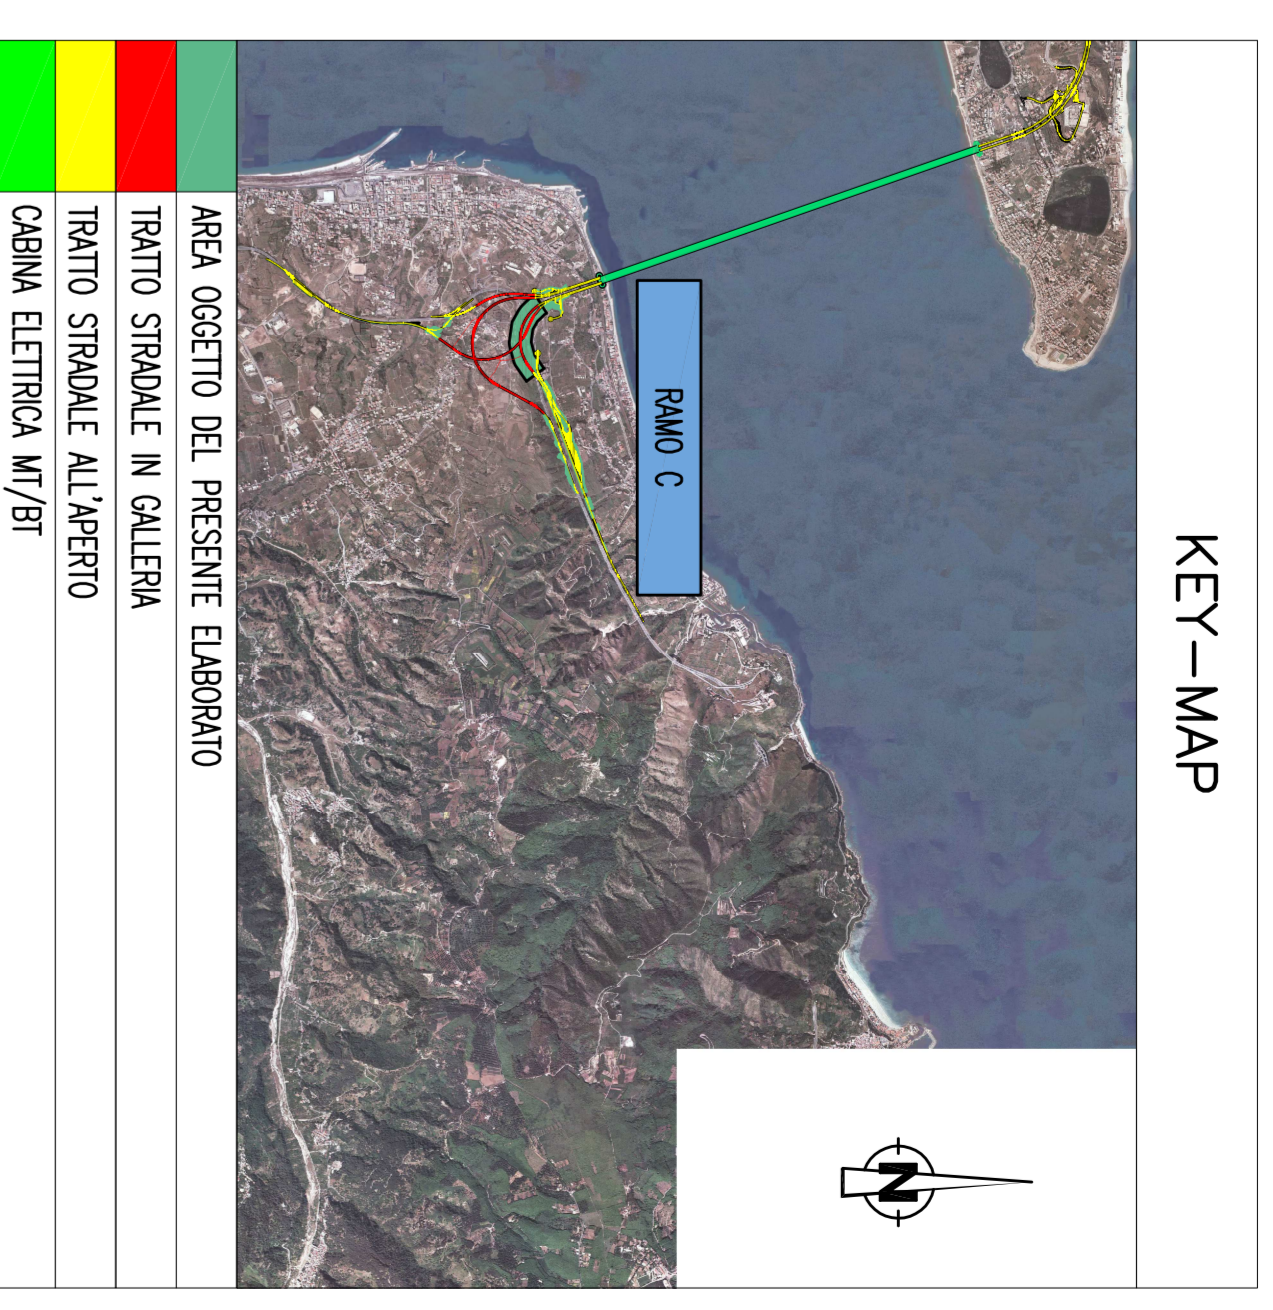 KEY-MAP
N
RAMO C
AREA OGGETTO DEL PRESENTE ELABORATO
TRATTO STRADALE IN GALLERIA
TRATTO STRADALE ALL'APERTO
CABINA ELETTRICA MT/BT